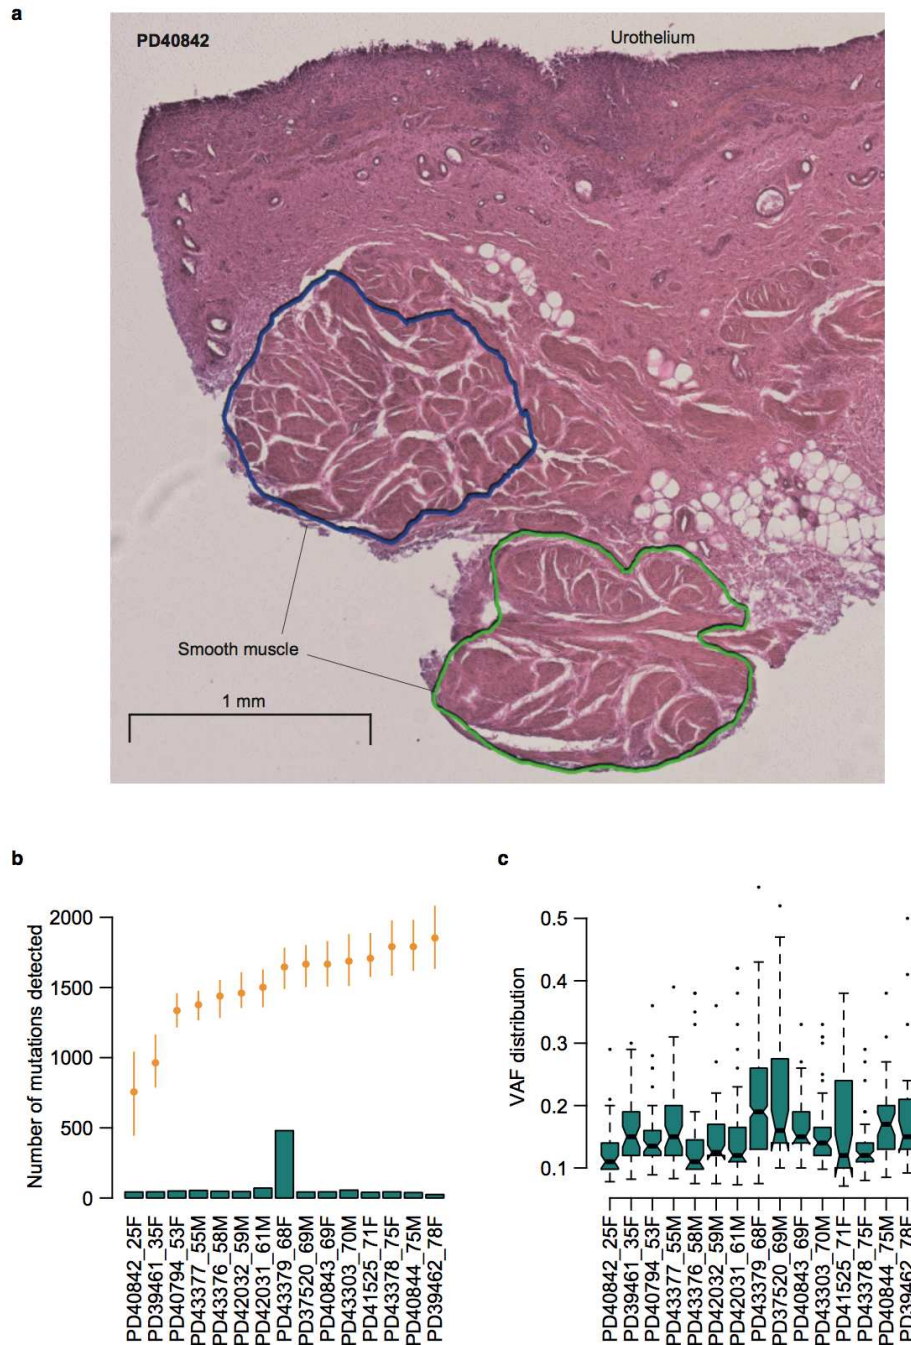 a
PD40842
Urothelium
Smooth muscle
1 mm
b
Number of mutations detected
2000
1500
1000
500
0
PD40842_25F
PD39461_35F
PD40794_53F
PD43377_55M
PD43376_58M
PD42032_59M
PD42031_61M
PD43379_68F
PD37520_69M
PD40843_69F
PD43303_70M
PD41525_71F
PD43378_75F
PD40844_75M
PD39462_78F
c
VAF distribution
0.5
0.4
0.3
0.2
0.1
PD40842_25F
PD39461_35F
PD40794_53F
PD43377_55M
PD43376_58M
PD42032_59M
PD42031_61M
PD43379_68F
PD37520_69M
PD40843_69F
PD43303_70M
PD41525_71F
PD43378_75F
PD40844_75M
PD39462_78F